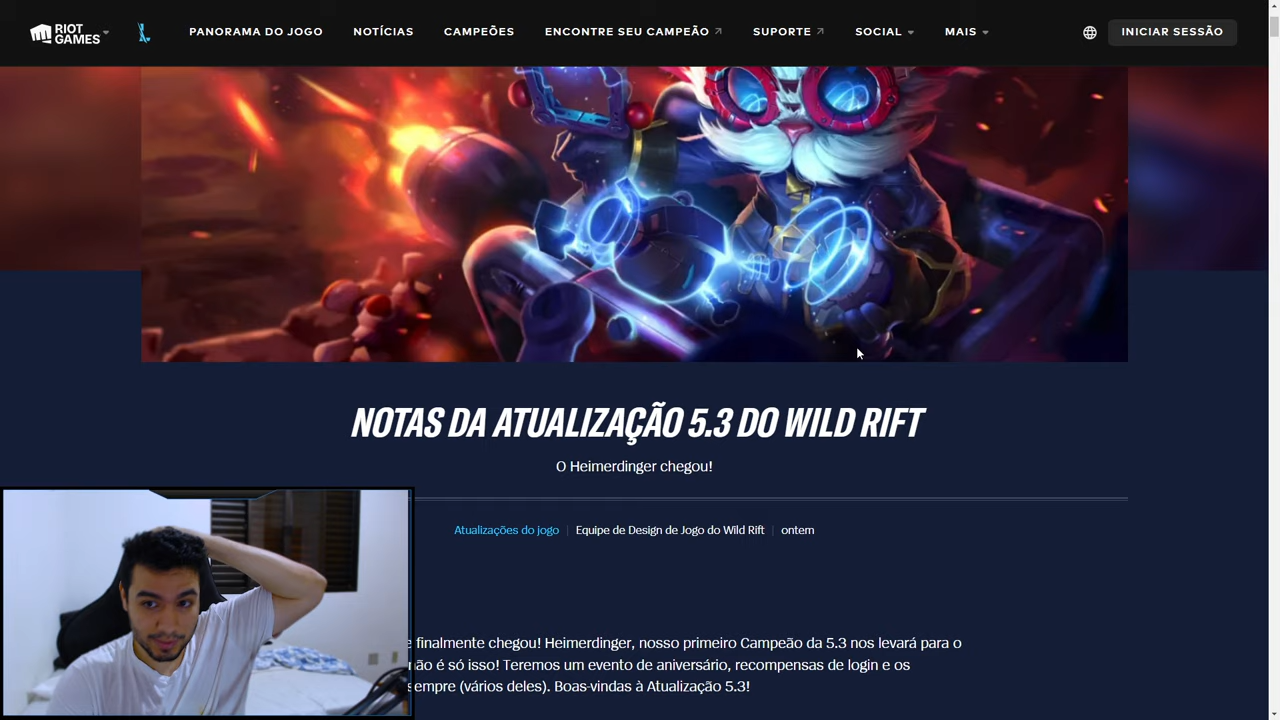 RIOT GAMES
PANORAMA DO JOGO NOTÍCIAS CAMPEÕES ENCONTRE SEU CAMPEÃO SUPORTE SOCIAL MAIS INICIAR SESSÃO
NOTAS DA ATUALIZAÇÃO 5.3 DO WILD RIFT
O Heimerdinger chegou!
Atualizações do jogo | Equipe de Design de Jogo do Wild Rift | ontem
e finalmente chegou! Heimerdinger, nosso primeiro Campeão da 5.3 nos levará para o
não é só isso! Teremos um evento de aniversário, recompensas de login e os
sempre (vários deles). Boas-vindas à Atualização 5.3!